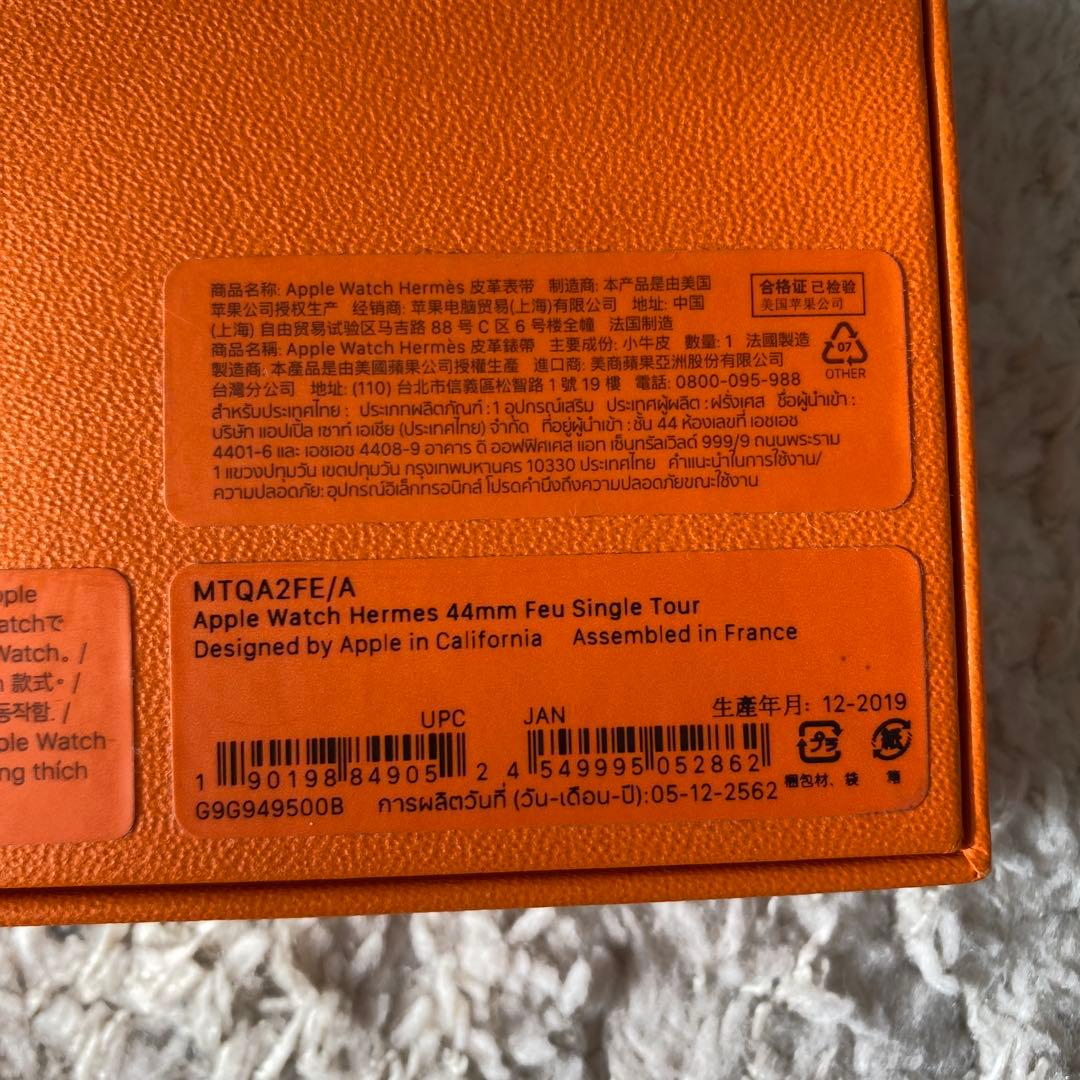 商品名称: Apple Watch Hermès 皮革表带 制造商: 本产品是由美国
苹果公司授权生产 经销商: 苹果电脑贸易(上海)有限公司 地址: 中国
(上海) 自由贸易试验区马吉路 88 号 C 区 6 号楼全幢 法国制造
商品名稱: Apple Watch Hermès 皮革錶帶 主要成份: 小牛皮 數量: 1 法國製造
製造商: 本產品是由美國蘋果公司授權生產 進口商: 美商蘋果亞洲股份有限公司
台灣分公司 地址: (110) 台北市信義區松智路 1 號 19 樓 電話: 0800-095-988
สำหรับประเทศไทย : ประเภทผลิตภัณฑ์ : 1 อุปกรณ์เสริม ประเทศผู้ผลิต : ฝรั่งเศส ชื่อผู้นำเข้า :
บริษัท แอปเปิล เซาท์ เอเชีย (ประเทศไทย) จำกัด ที่อยู่ผู้นำเข้า : ชั้น 44 ห้องเลขที่ เอชเอช
4401-6 และ เอชเอช 4408-9 อาคาร ดิ ออฟฟิศเศส แอท เซ็นทรัลเวิลด์ 999/9 ถนนพระราม
1 แขวงปทุมวัน เขตปทุมวัน กรุงเทพมหานคร 10330 ประเทศไทย คำแนะนำในการใช้งาน/
ความปลอดภัย: อุปกรณ์อิเล็กทรอนิกส์ โปรดคำนึงถึงความปลอดภัยขณะใช้งาน
合格证 已检验
美国苹果公司
07
OTHER
pple
atchで
Watch。 /
款式。 /
동작함. /
ple Watch
ng thích
MTQA2FE/A
Apple Watch Hermes 44mm Feu Single Tour
Designed by Apple in California Assembled in France
生産年月: 12-2019
UPC JAN
1 90198 84905 2 4 549995 052862
プラ 紙
梱包材、袋 箱
G9G949500B การผลิตวันที่ (วัน-เดือน-ปี):05-12-2562